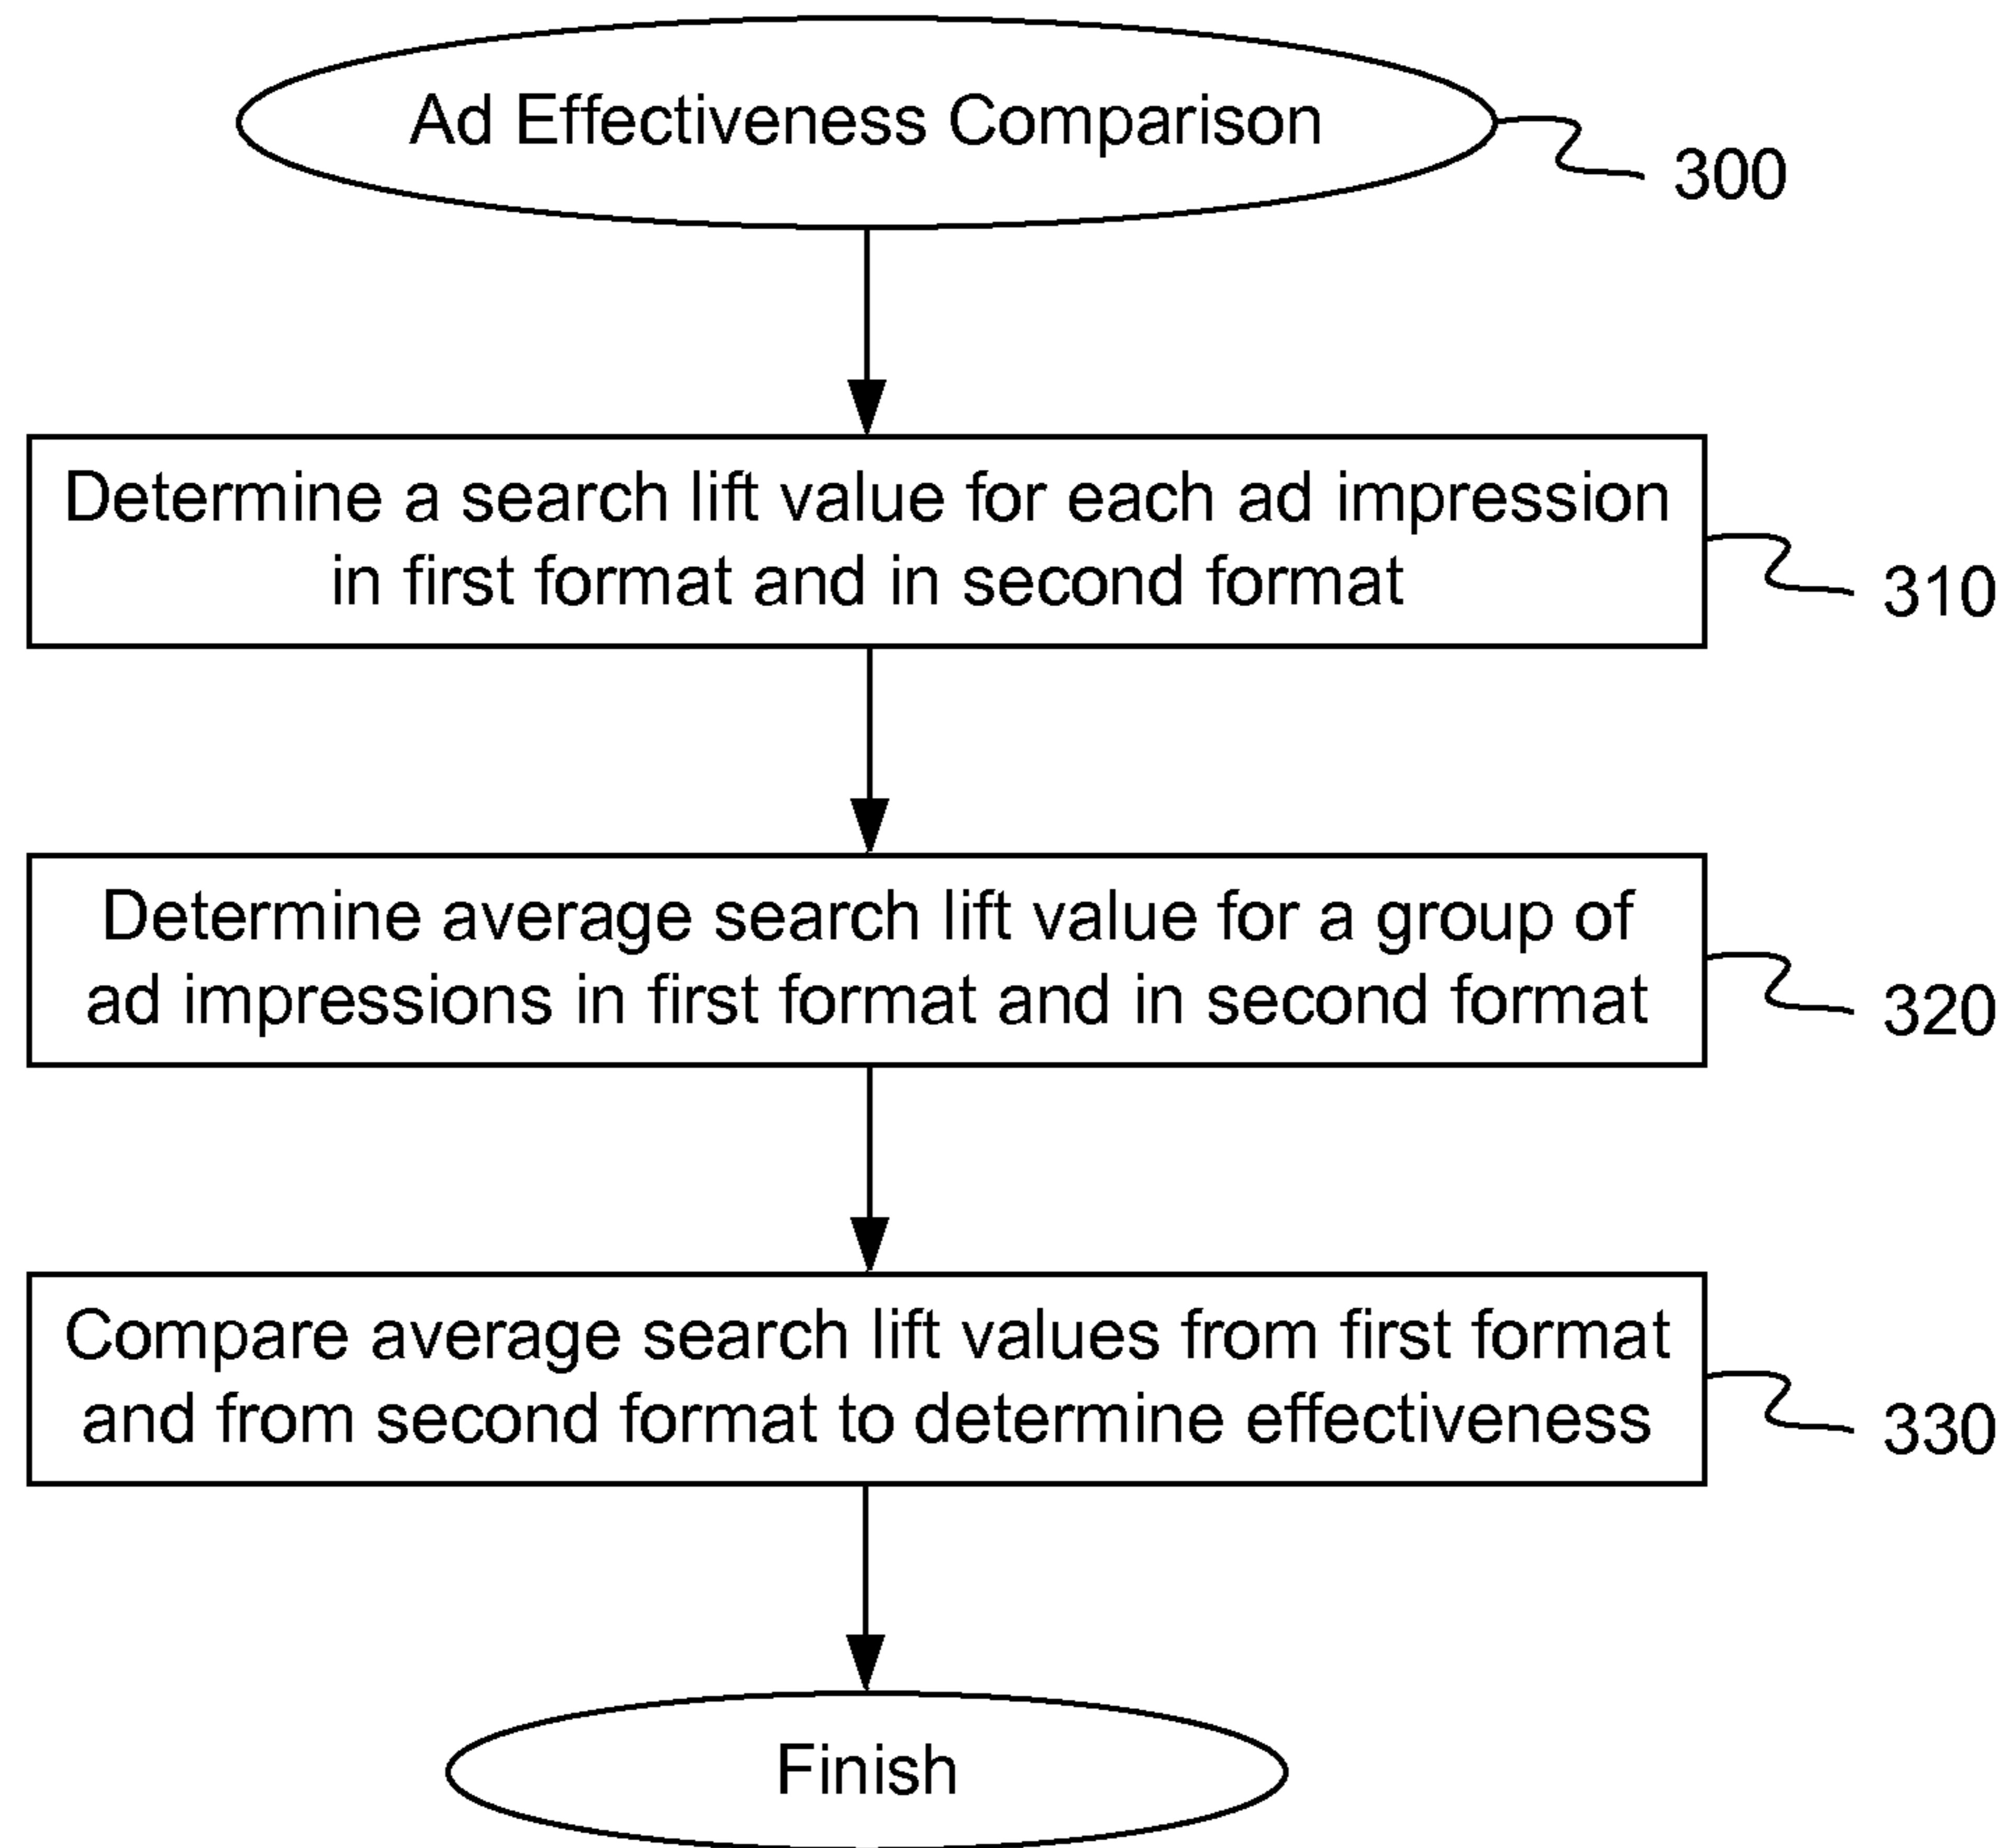 Ad Effectiveness Comparison
300
Determine a search lift value for each ad impression
in first format and in second format
310
Determine average search lift value for a group of
ad impressions in first format and in second format
320
Compare average search lift values from first format
and from second format to determine effectiveness
330
Finish